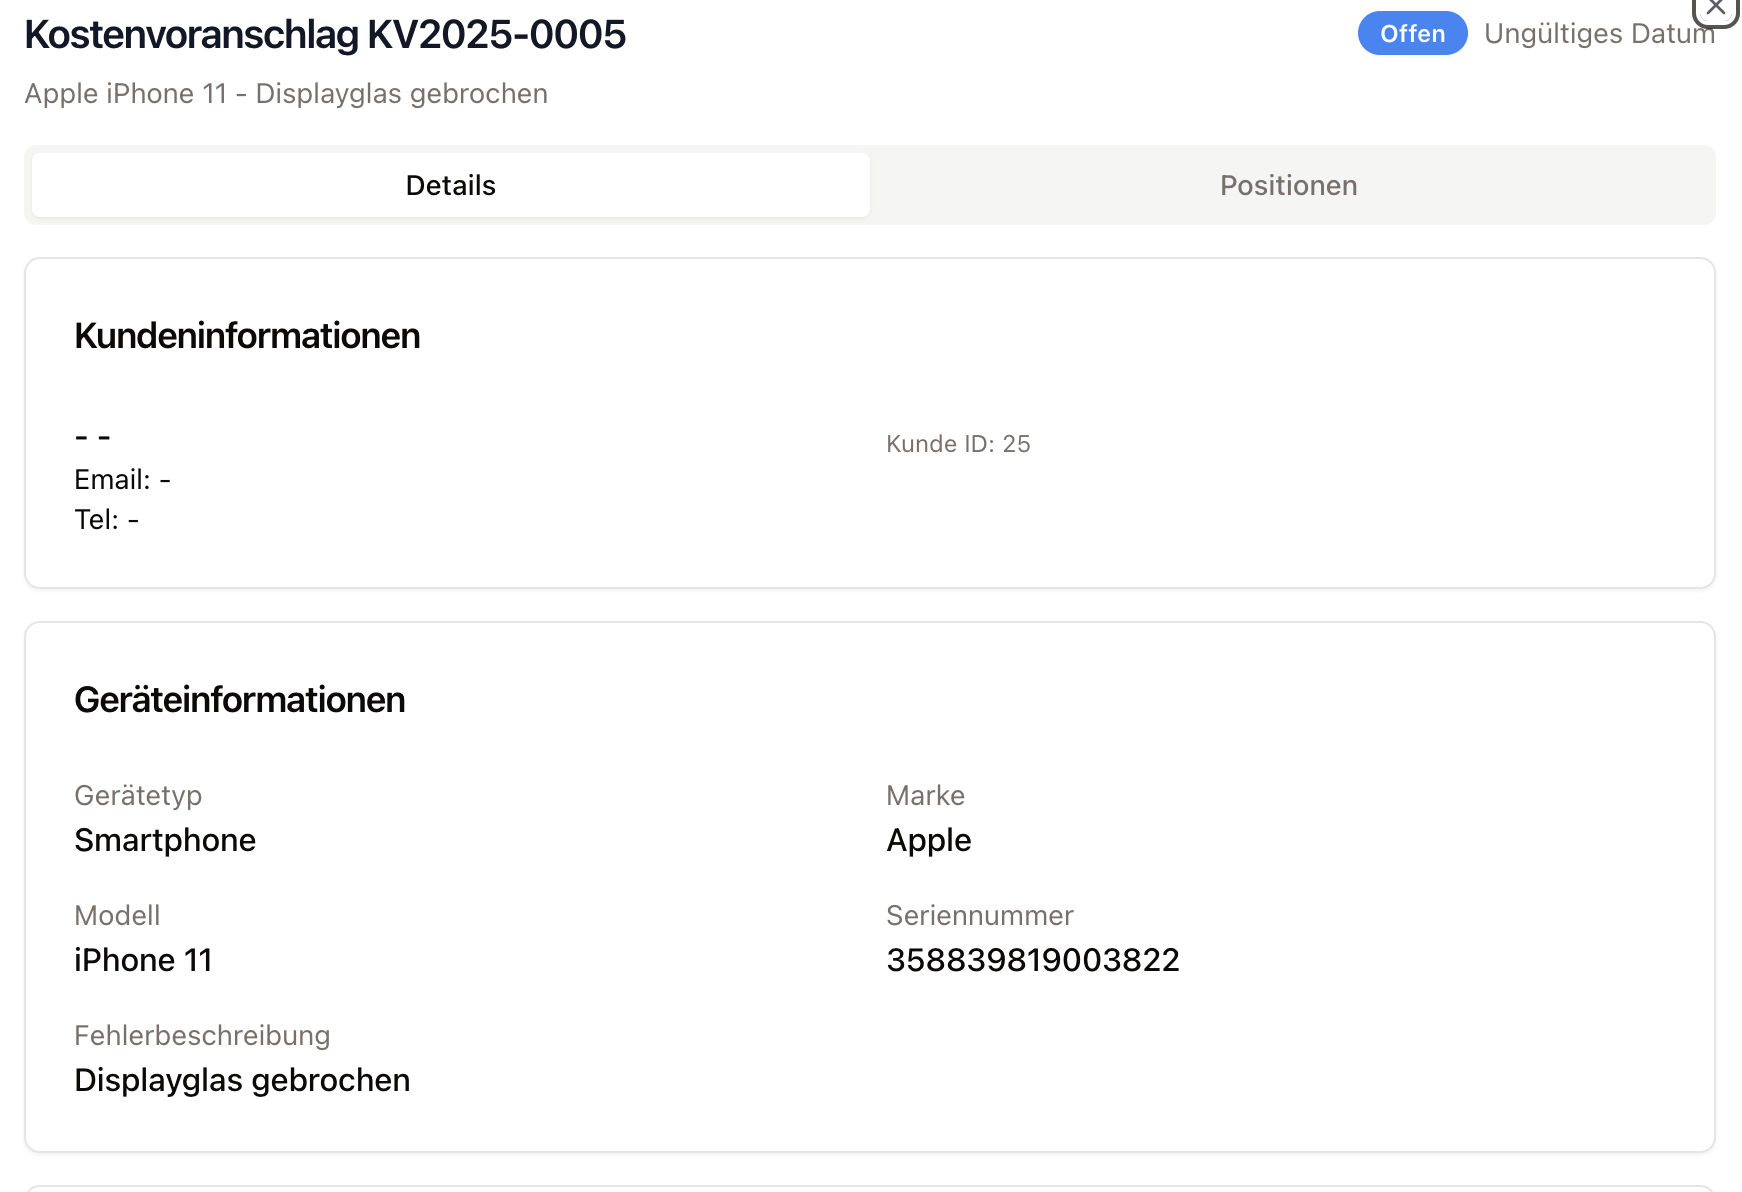 Kostenvoranschlag KV2025-0005
Offen Ungültiges Datum
Apple iPhone 11 - Displayglas gebrochen
Details
Positionen
Kundeninformationen
- -
Kunde ID: 25
Email: -
Tel: -
Geräteinformationen
Gerätetyp
Smartphone
Marke
Apple
Modell
iPhone 11
Seriennummer
358839819003822
Fehlerbeschreibung
Displayglas gebrochen